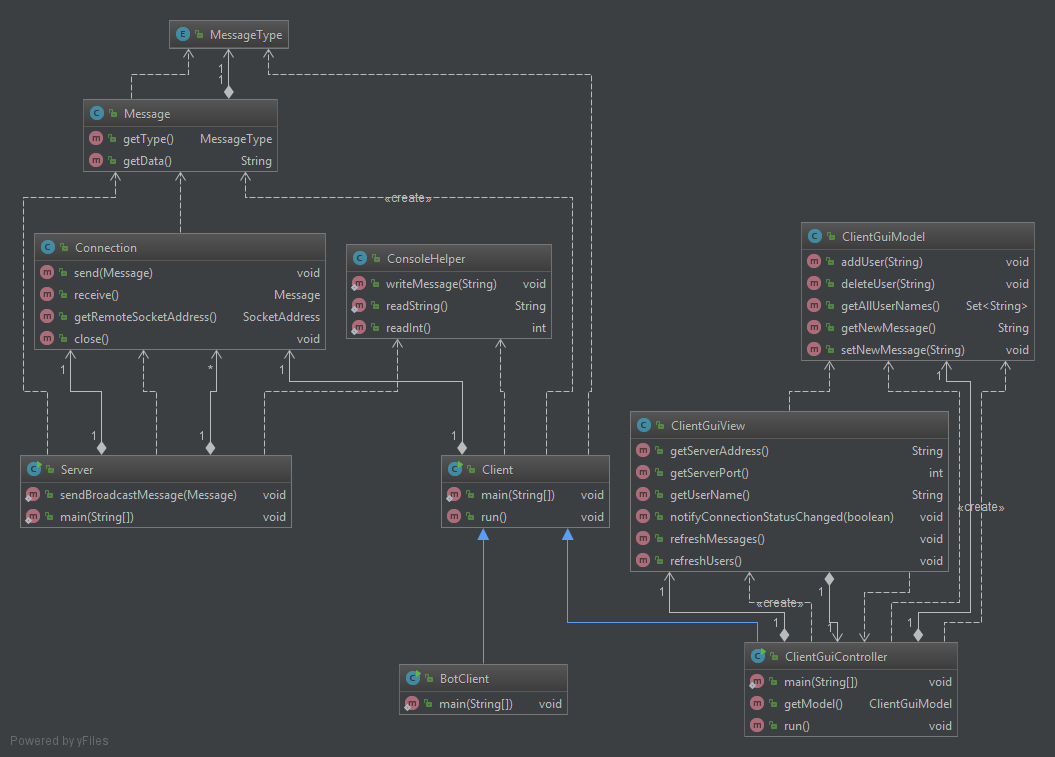 E MessageType
1
1
C Message
m getType() MessageType
m getData() String
«create»
C Connection
m send(Message) void
m receive() Message
m getRemoteSocketAddress() SocketAddress
m close() void
C ConsoleHelper
m writeMessage(String) void
m readString() String
m readInt() int
C ClientGuiModel
m addUser(String) void
m deleteUser(String) void
m getAllUserNames() Set<String>
m getNewMessage() String
m setNewMessage(String) void
1 * 1 1
1 1 1
C Server
m sendBroadcastMessage(Message) void
m main(String[]) void
C Client
m main(String[]) void
m run() void
C ClientGuiView
m getServerAddress() String
m getServerPort() int
m getUserName() String
m notifyConnectionStatusChanged(boolean) void
m refreshMessages() void
m refreshUsers() void
«create»
1 1
«create»
1 1 1
C BotClient
m main(String[]) void
C ClientGuiController
m main(String[]) void
m getModel() ClientGuiModel
m run() void
Powered by yFiles